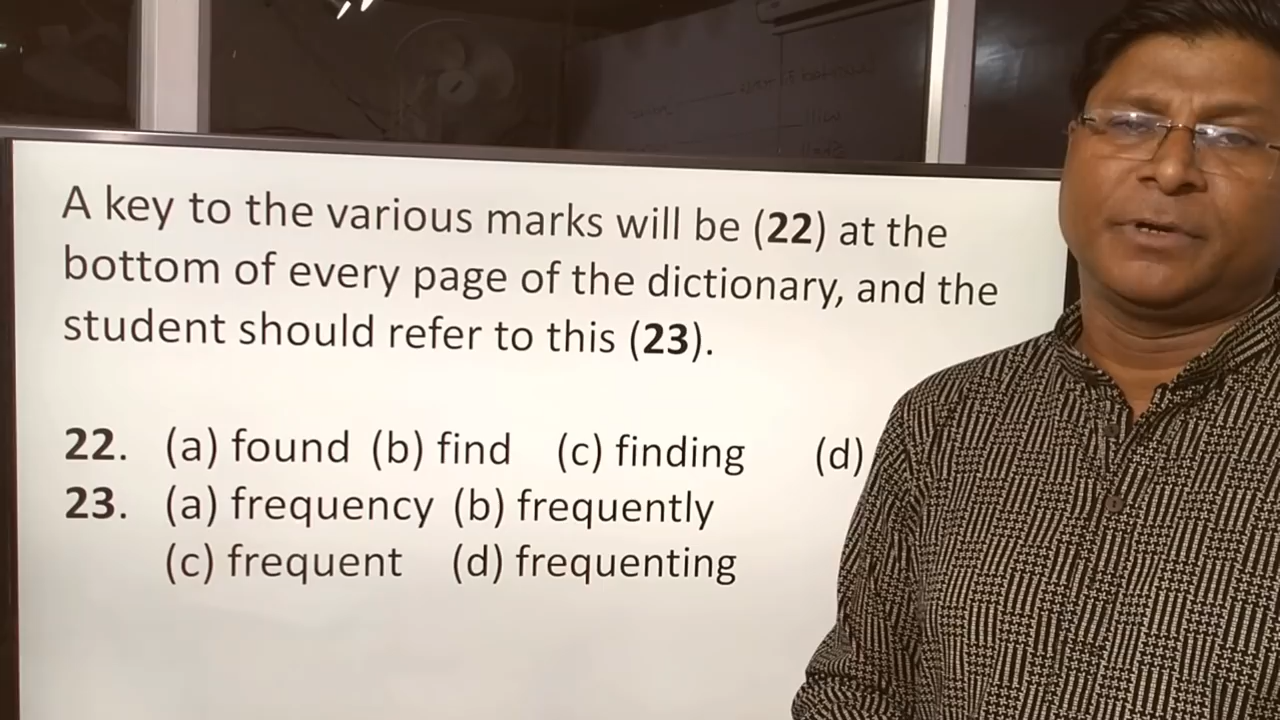 A key to the various marks will be (22) at the
bottom of every page of the dictionary, and the
student should refer to this (23).
22. (a) found (b) find (c) finding (d)
23. (a) frequency (b) frequently
(c) frequent (d) frequenting